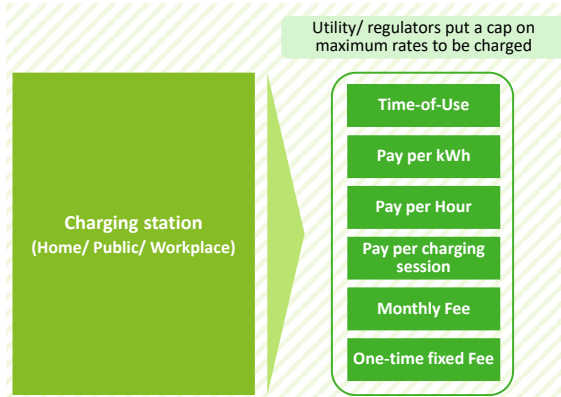 Utility/ regulators put a cap on
maximum rates to be charged
Charging station
(Home/ Public/ Workplace)
Time-of-Use
Pay per kWh
Pay per Hour
Pay per charging
session
Monthly Fee
One-time fixed Fee